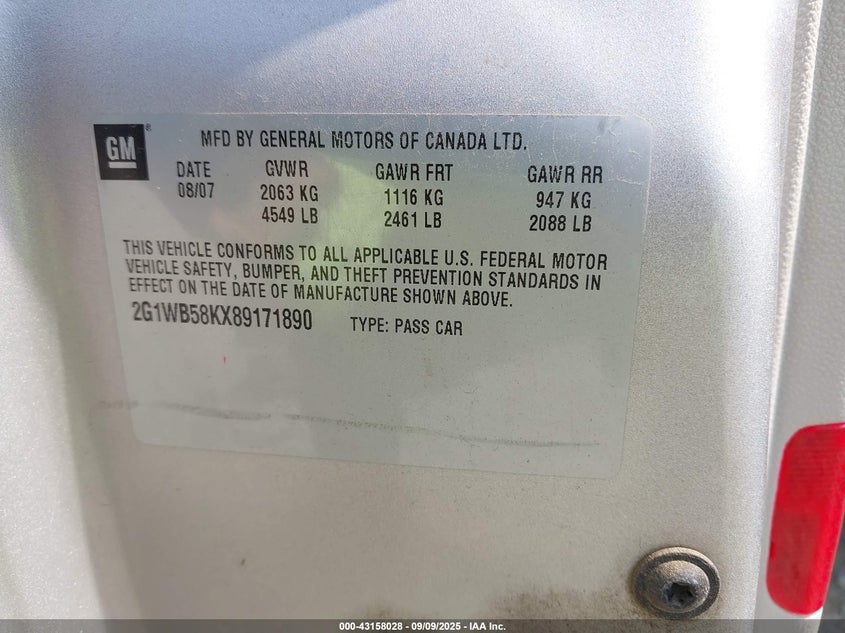 GM ®
MFD BY GENERAL MOTORS OF CANADA LTD.
DATE GVWR GAWR FRT GAWR RR
08/07 2063 KG 1116 KG 947 KG
4549 LB 2461 LB 2088 LB
THIS VEHICLE CONFORMS TO ALL APPLICABLE U.S. FEDERAL MOTOR
VEHICLE SAFETY, BUMPER, AND THEFT PREVENTION STANDARDS IN
EFFECT ON THE DATE OF MANUFACTURE SHOWN ABOVE.
2G1WB58KX89171890 TYPE: PASS CAR
000-43158028 - 09/09/2025 - IAA Inc.